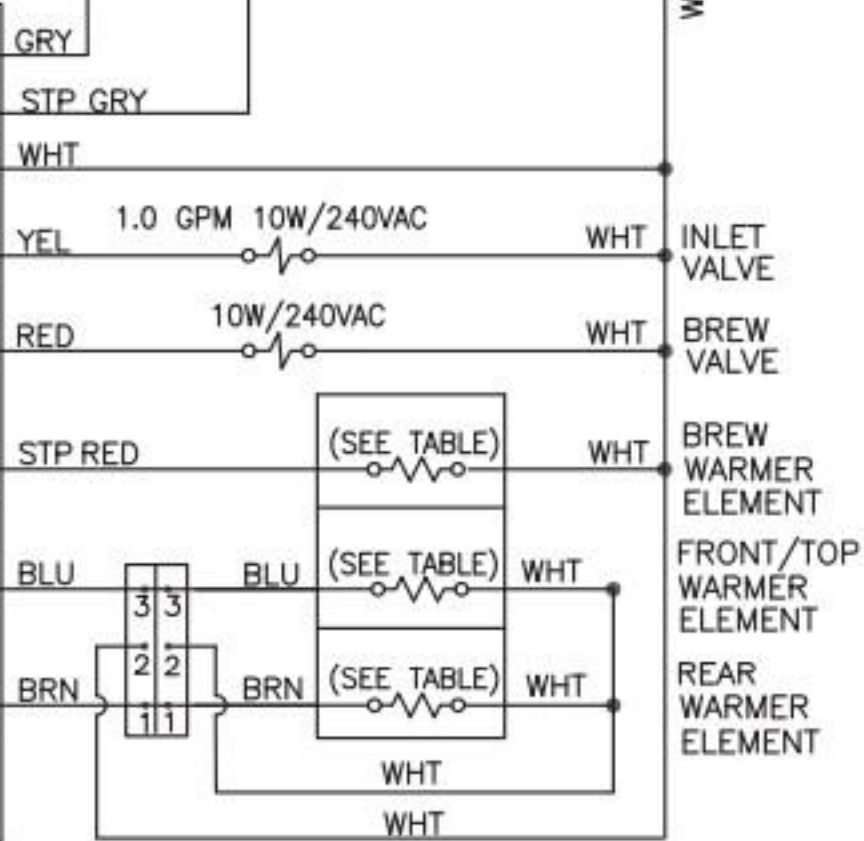 W
GRY
STP GRY
WHT
1.0 GPM 10W/240VAC
YEL
WHT
INLET
VALVE
10W/240VAC
RED
WHT
BREW
VALVE
(SEE TABLE)
STP RED
WHT
BREW
WARMER
ELEMENT
(SEE TABLE)
BLU
BLU
WHT
FRONT/TOP
WARMER
ELEMENT
3 3
2 2
(SEE TABLE)
BRN
BRN
WHT
REAR
WARMER
ELEMENT
1 1
WHT
WHT